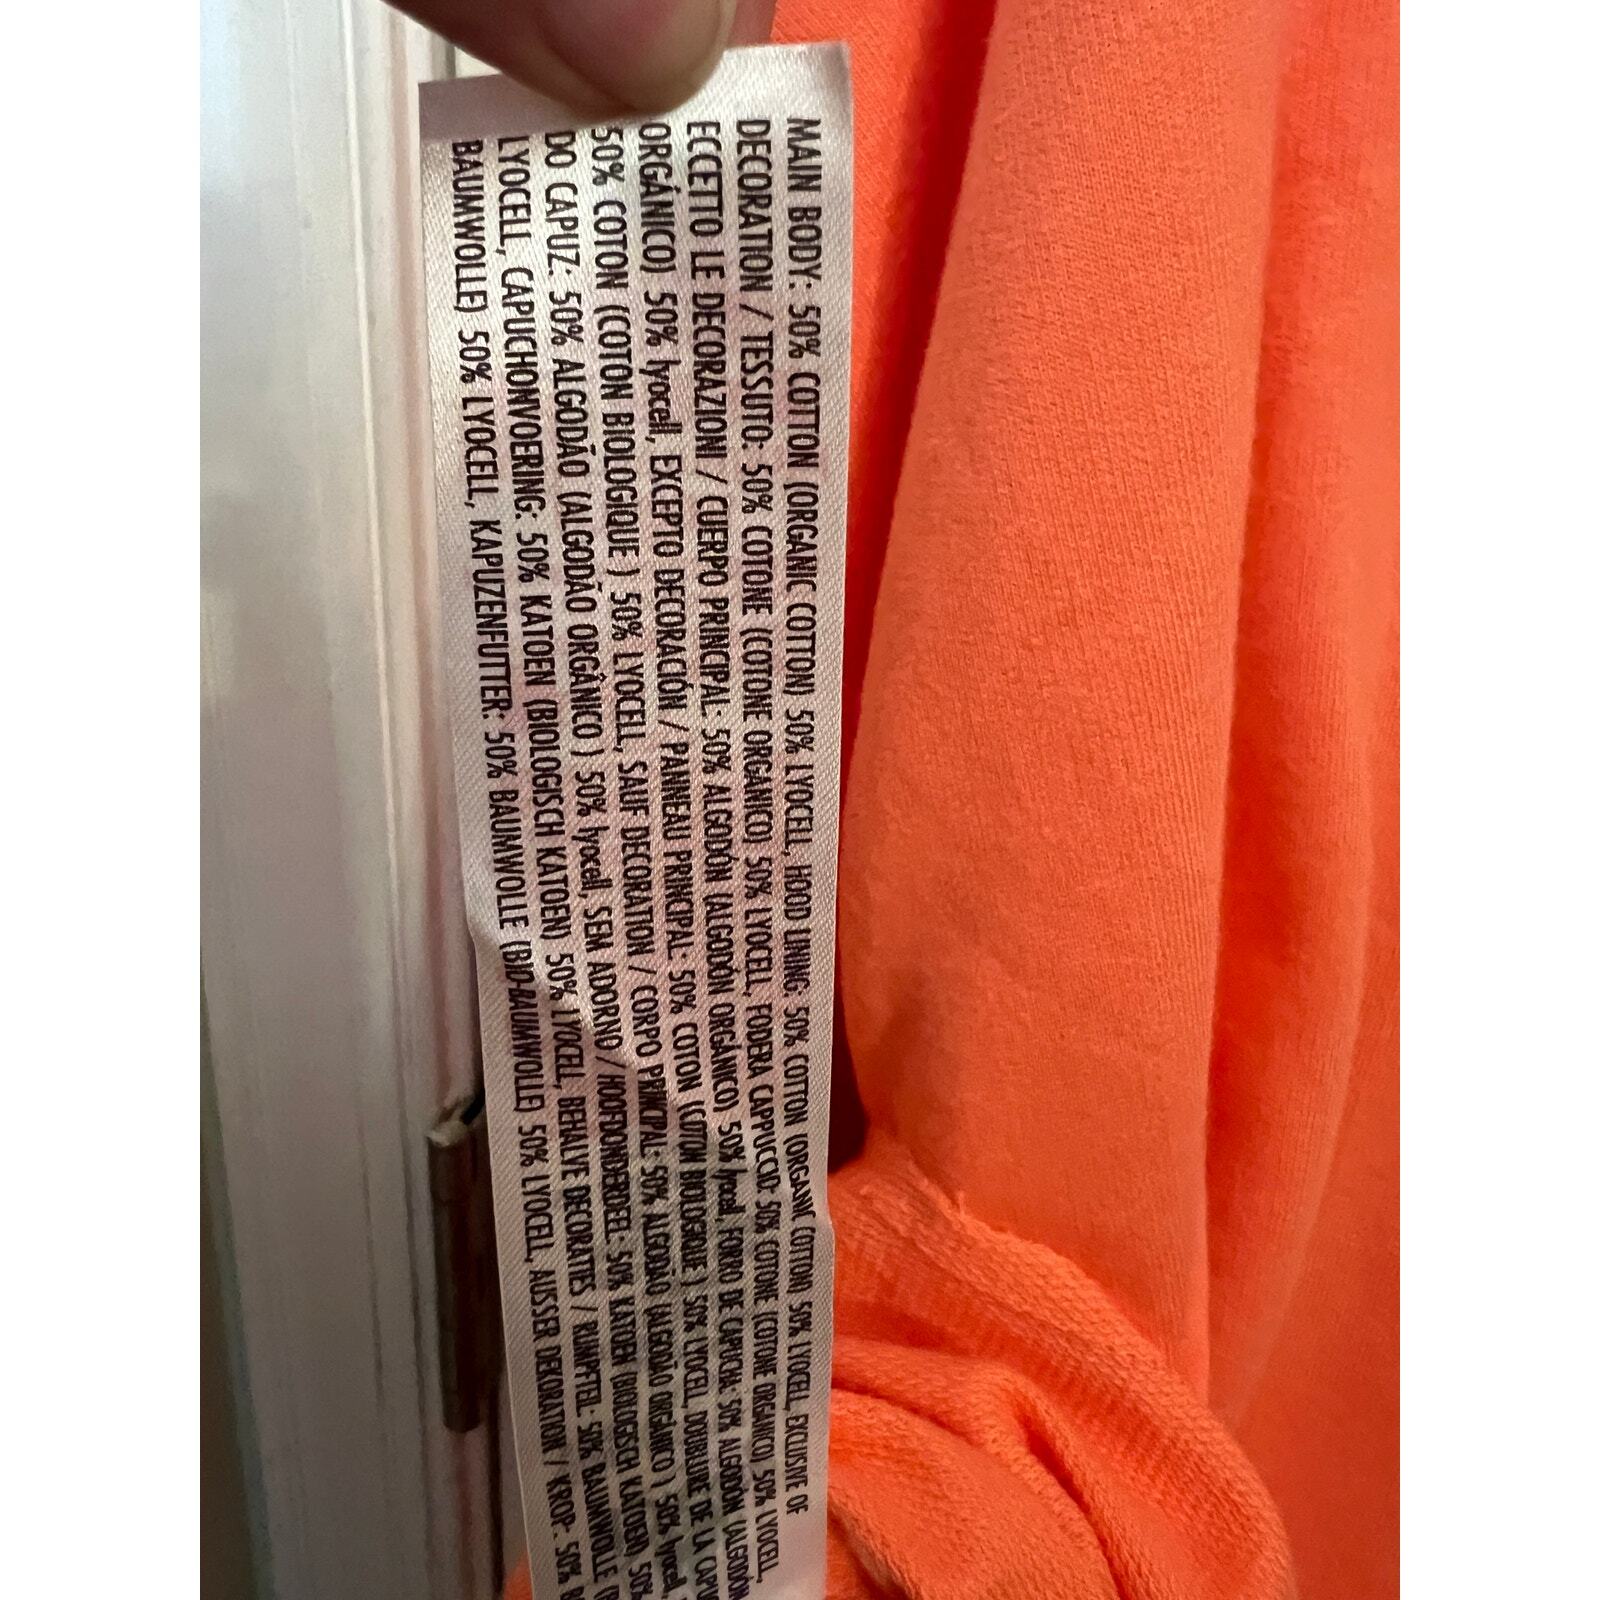 MAIN BODY: 50% COTTON (ORGANIC COTTON) 50% LYOCELL, HOOD LINING: 50% COTTON (ORGANIC COTTON) 50% LYOCELL, EXCLUSIVE OF
DECORATION / TESSUTO: 50% COTONE (COTONE ORGANICO) 50% LYOCELL, FODERA CAPPUCCIO: 50% COTONE (COTONE ORGANICO) 50% LYOCELL,
ECCETTO LE DECORAZIONI / CUERPO PRINCIPAL: 50% ALGODÓN (ALGODÓN ORGÁNICO) 50% lyocell, FORRO DE CAPUCHA: 50% ALGODÓN (ALGODÓN
ORGÁNICO) 50% lyocell, EXCEPTO DECORACIÓN / PANNEAU PRINCIPAL: 50% COTON (COTON BIOLOGIQUE ) 50% LYOCELL, DOUBLURE DE LA
50% COTON (COTON BIOLOGIQUE ) 50% LYOCELL, SAUF DECORATION / CORPO PRINCIPAL: 50% ALGODÃO (ALGODÃO ORGÂNICO ) 50% lyocell,
DO CAPUZ: 50% ALGODÃO (ALGODÃO ORGÂNICO ) 50% lyocell, SEM ADORNO / HOOFDONDERDEEL: 50% KATOEN (BIOLOGISCH KATOEN) 50%
LYOCELL, CAPUCHONVOERING: 50% KATOEN (BIOLOGISCH KATOEN) 50% LYOCELL, BEHALVE DECORATIES / RUMPFTEIL: 50% BAUMWOLLE
BAUMWOLLE) 50% LYOCELL, KAPUZENFUTTER: 50% BAUMWOLLE (BIO-BAUMWOLLE) 50% LYOCELL, AUSSER DEKORATION / KROP: 50%